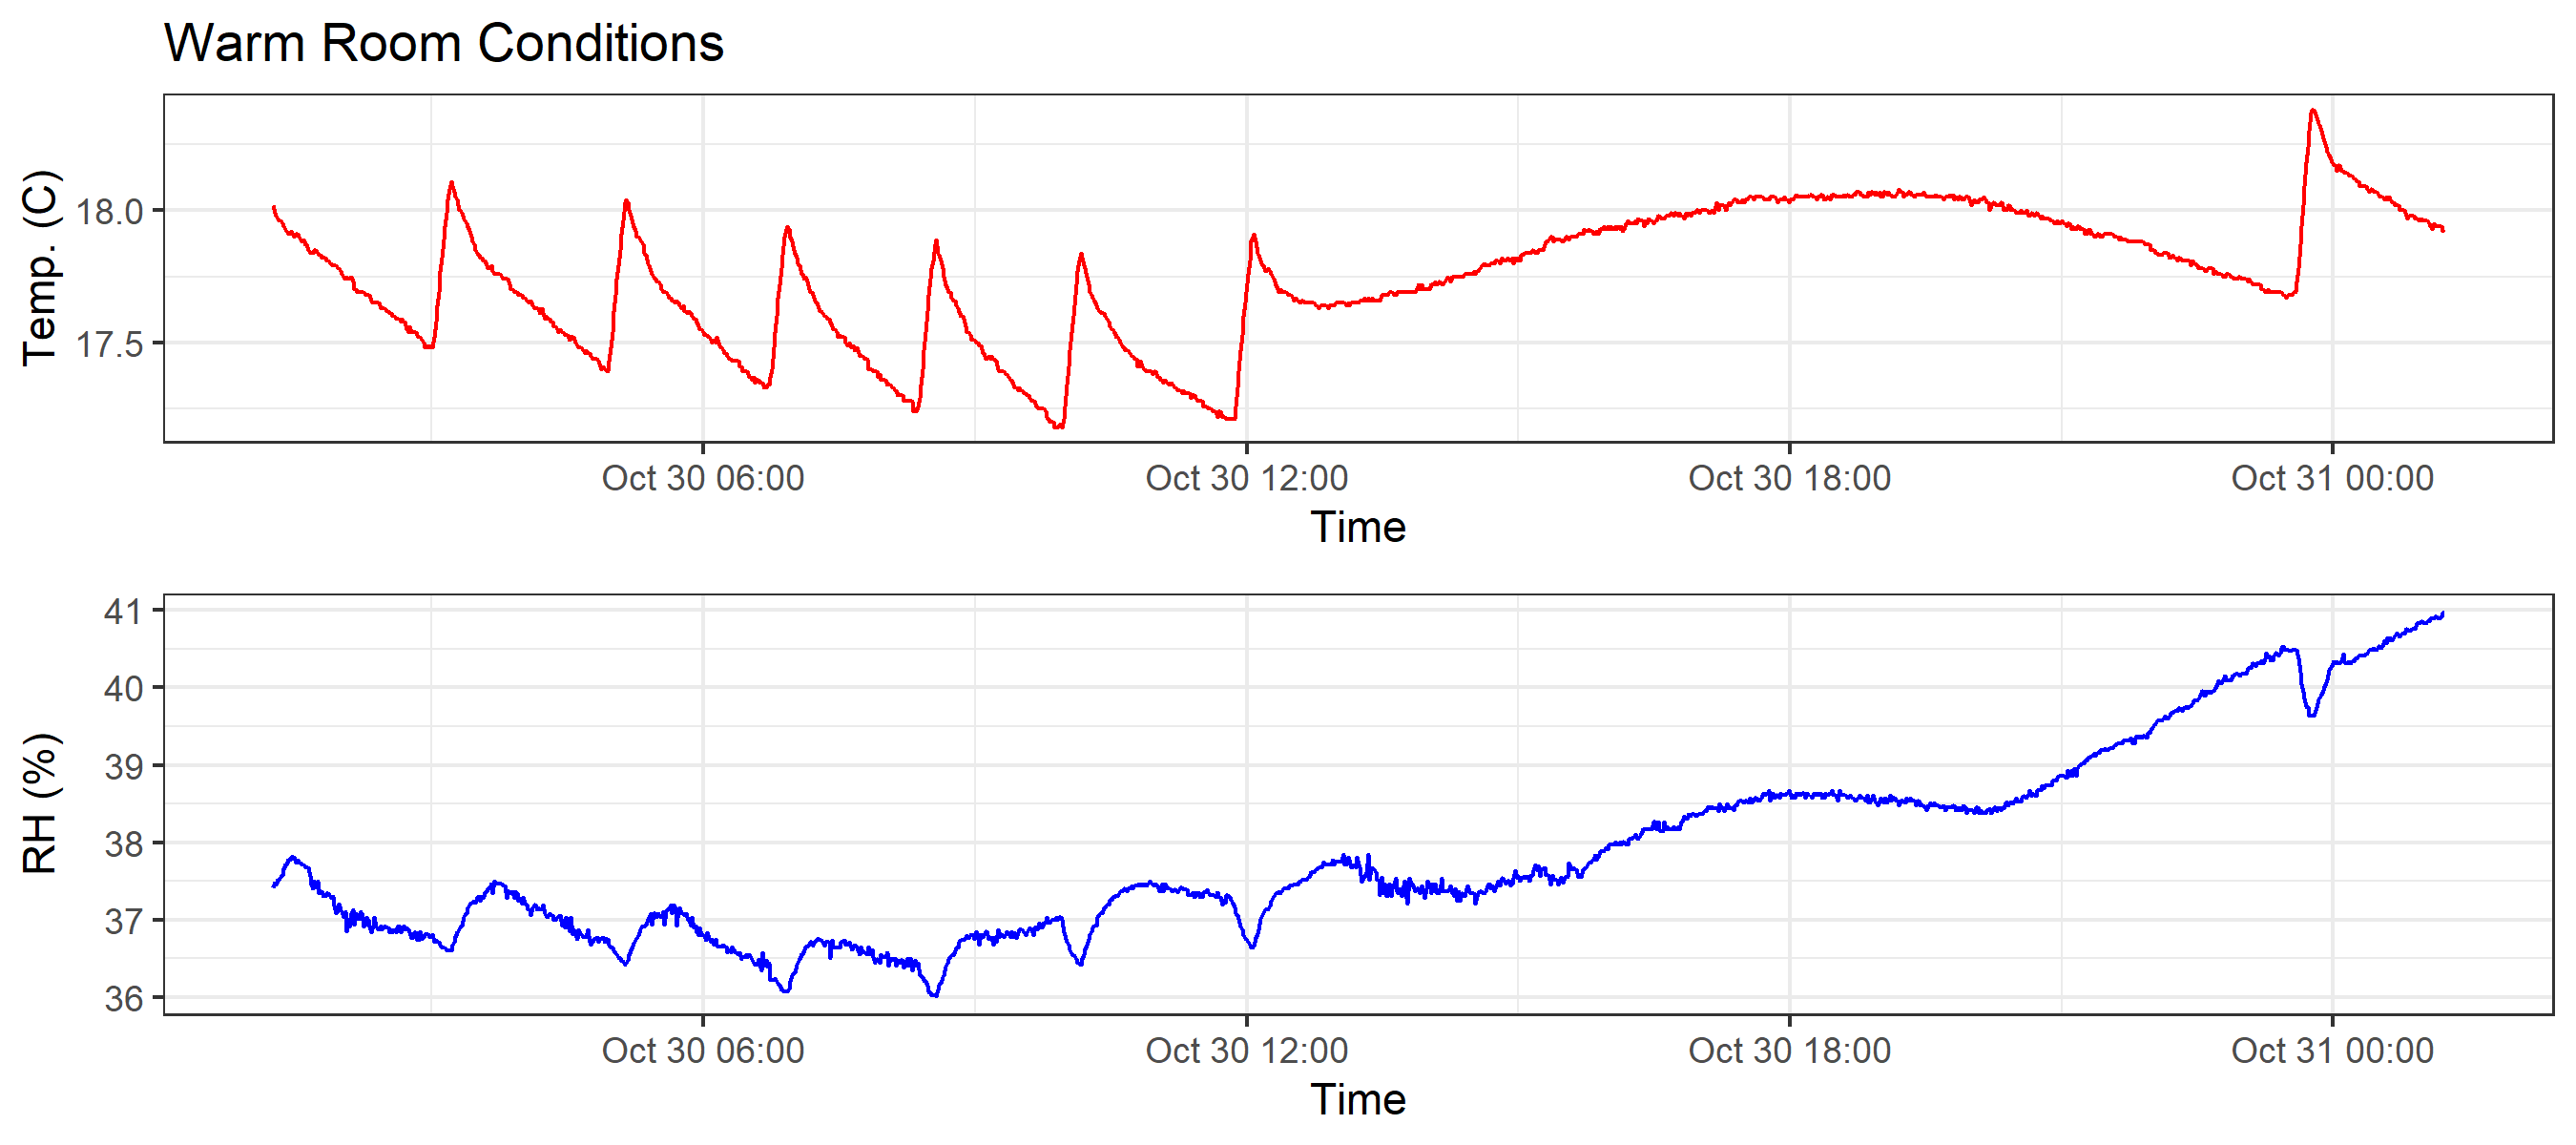 Warm Room Conditions
Temp. (C)
18.0
17.5
Oct 30 06:00 Oct 30 12:00 Oct 30 18:00 Oct 31 00:00
Time
RH (%)
41
40
39
38
37
36
Oct 30 06:00 Oct 30 12:00 Oct 30 18:00 Oct 31 00:00
Time